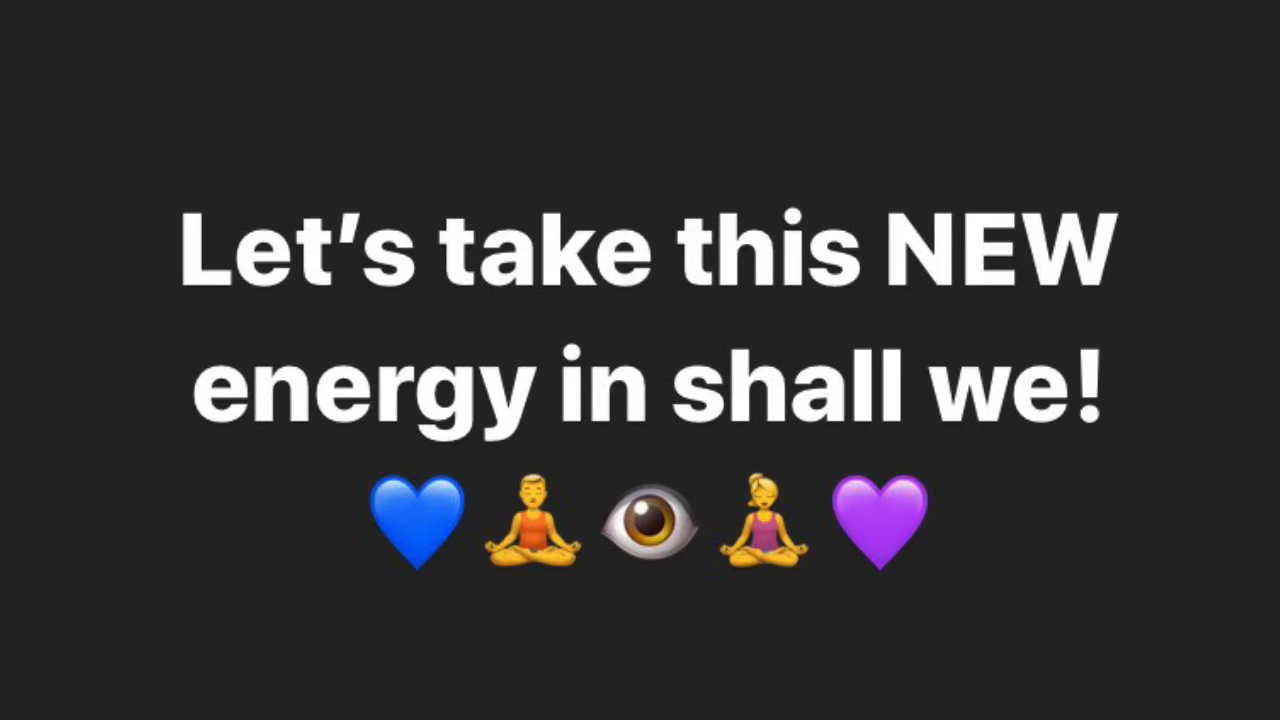 Let’s take this NEW
energy in shall we!
💙🧘‍♂️👁️🧘‍♀️💜